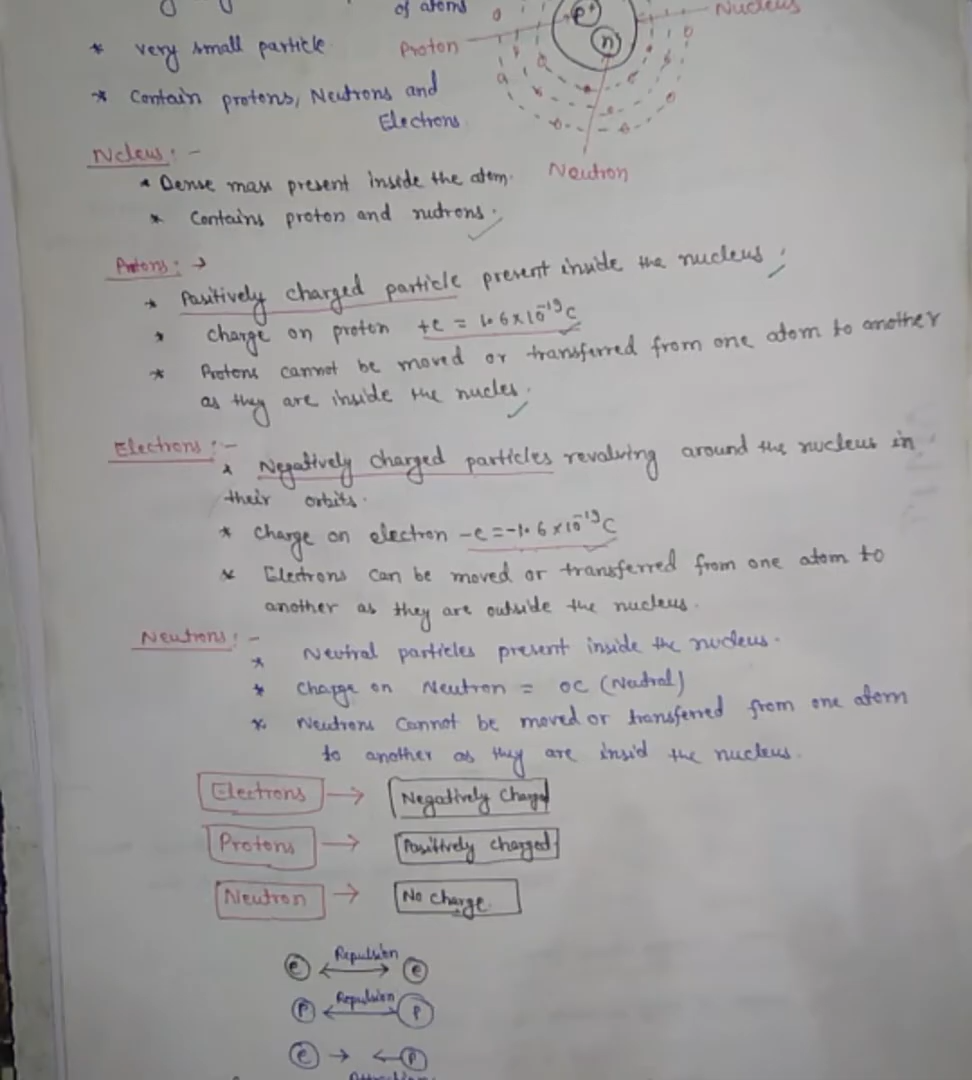 of atoms
Nucleus
* very small particle
Proton
p+
n
* Contain protons, Neutrons and
Electrons
Ncleus: -
Neutron
* Dense mass present inside the atom.
* Contains proton and nutrons.
Protons: →
* Positively charged particle present inside the nucleus
* charge on proton +e = 1.6×10⁻¹⁹C
* Protons cannot be moved or transferred from one atom to another
as they are inside the nucles.
Electrons: -
* Negatively charged particles revolving around the nucleus in
their orbits.
* Charge on electron -e = -1.6×10⁻¹⁹C
* Electrons can be moved or transferred from one atom to
another as they are outside the nucleus.
Neutrons: -
* Neutral particles present inside the nucleus.
* Charge on Neutron = 0C (Neutral)
* Neutrons cannot be moved or transferred from one atom
to another as they are insid the nucleus.
Electrons → Negatively Charged
Protons → Positively charged
Neutron → No charge.
e Repulsion e
P Repulsion P
e → ← P